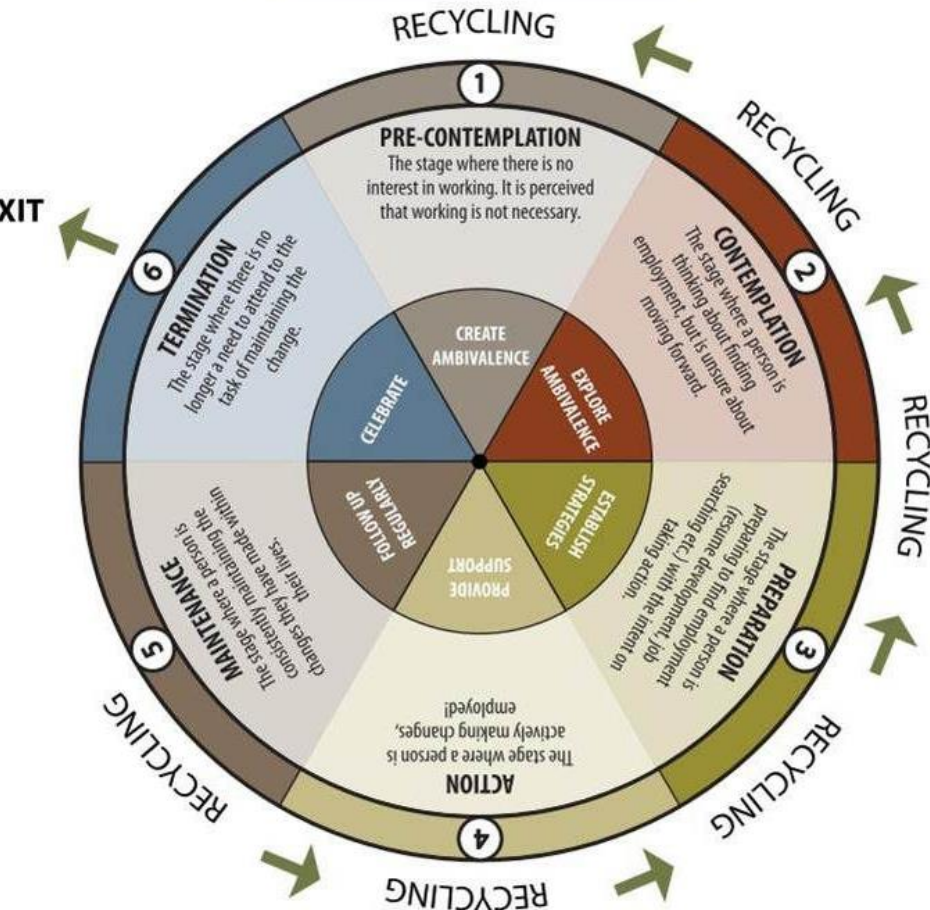 RECYCLING
1
PRE-CONTEMPLATION
The stage where there is no
interest in working. It is perceived
that working is not necessary.
CREATE
AMBIVALENCE
RECYCLING
2
CONTEMPLATION
The stage where a person is
thinking about finding
employment, but is unsure about
moving forward.
EXPLORE
AMBIVALENCE
RECYCLING
3
PREPARATION
The stage where a person is
preparing to find employment
(resume development, job
searching etc.) with the intent on
taking action.
ESTABLISH
STRATEGIES
RECYCLING
4
ACTION
The stage where a person is
actively making changes,
employed!
PROVIDE
SUPPORT
RECYCLING
5
MAINTENANCE
The stage where a person is
consistently maintaining the
changes they have made within
their lives.
FOLLOW UP
REGULARLY
RECYCLING
6
TERMINATION
The stage where there is no
longer a need to attend to the
task of maintaining the
change.
CELEBRATE
XIT